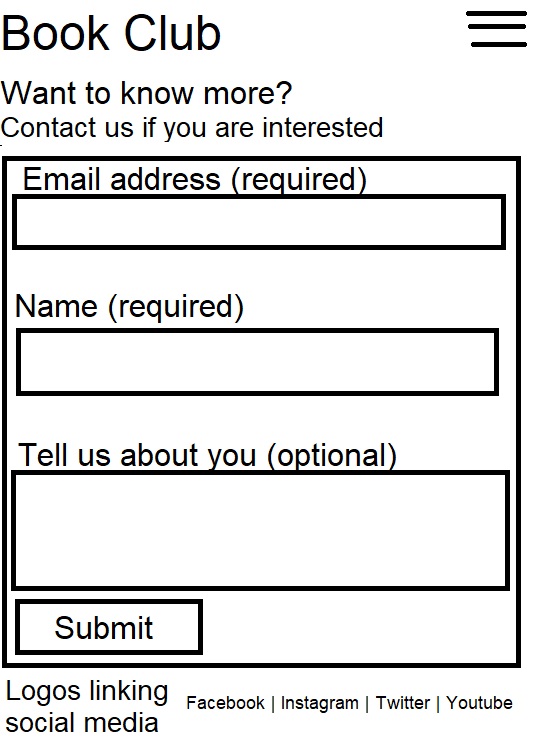 Book Club
Want to know more?
Contact us if you are interested
Email address (required)
Name (required)
Tell us about you (optional)
Submit
Logos linking
social media
Facebook | Instagram | Twitter | Youtube